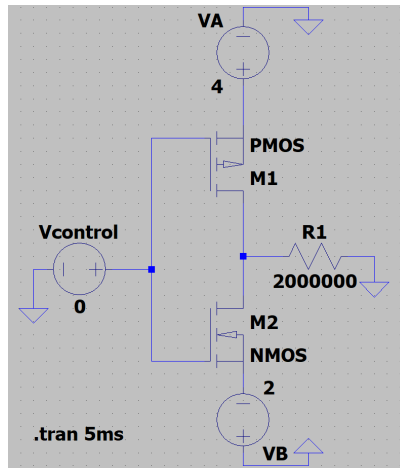 VA
4
PMOS
M1
Vcontrol
R1
0
2000000
M2
NMOS
2
.tran 5ms
VB